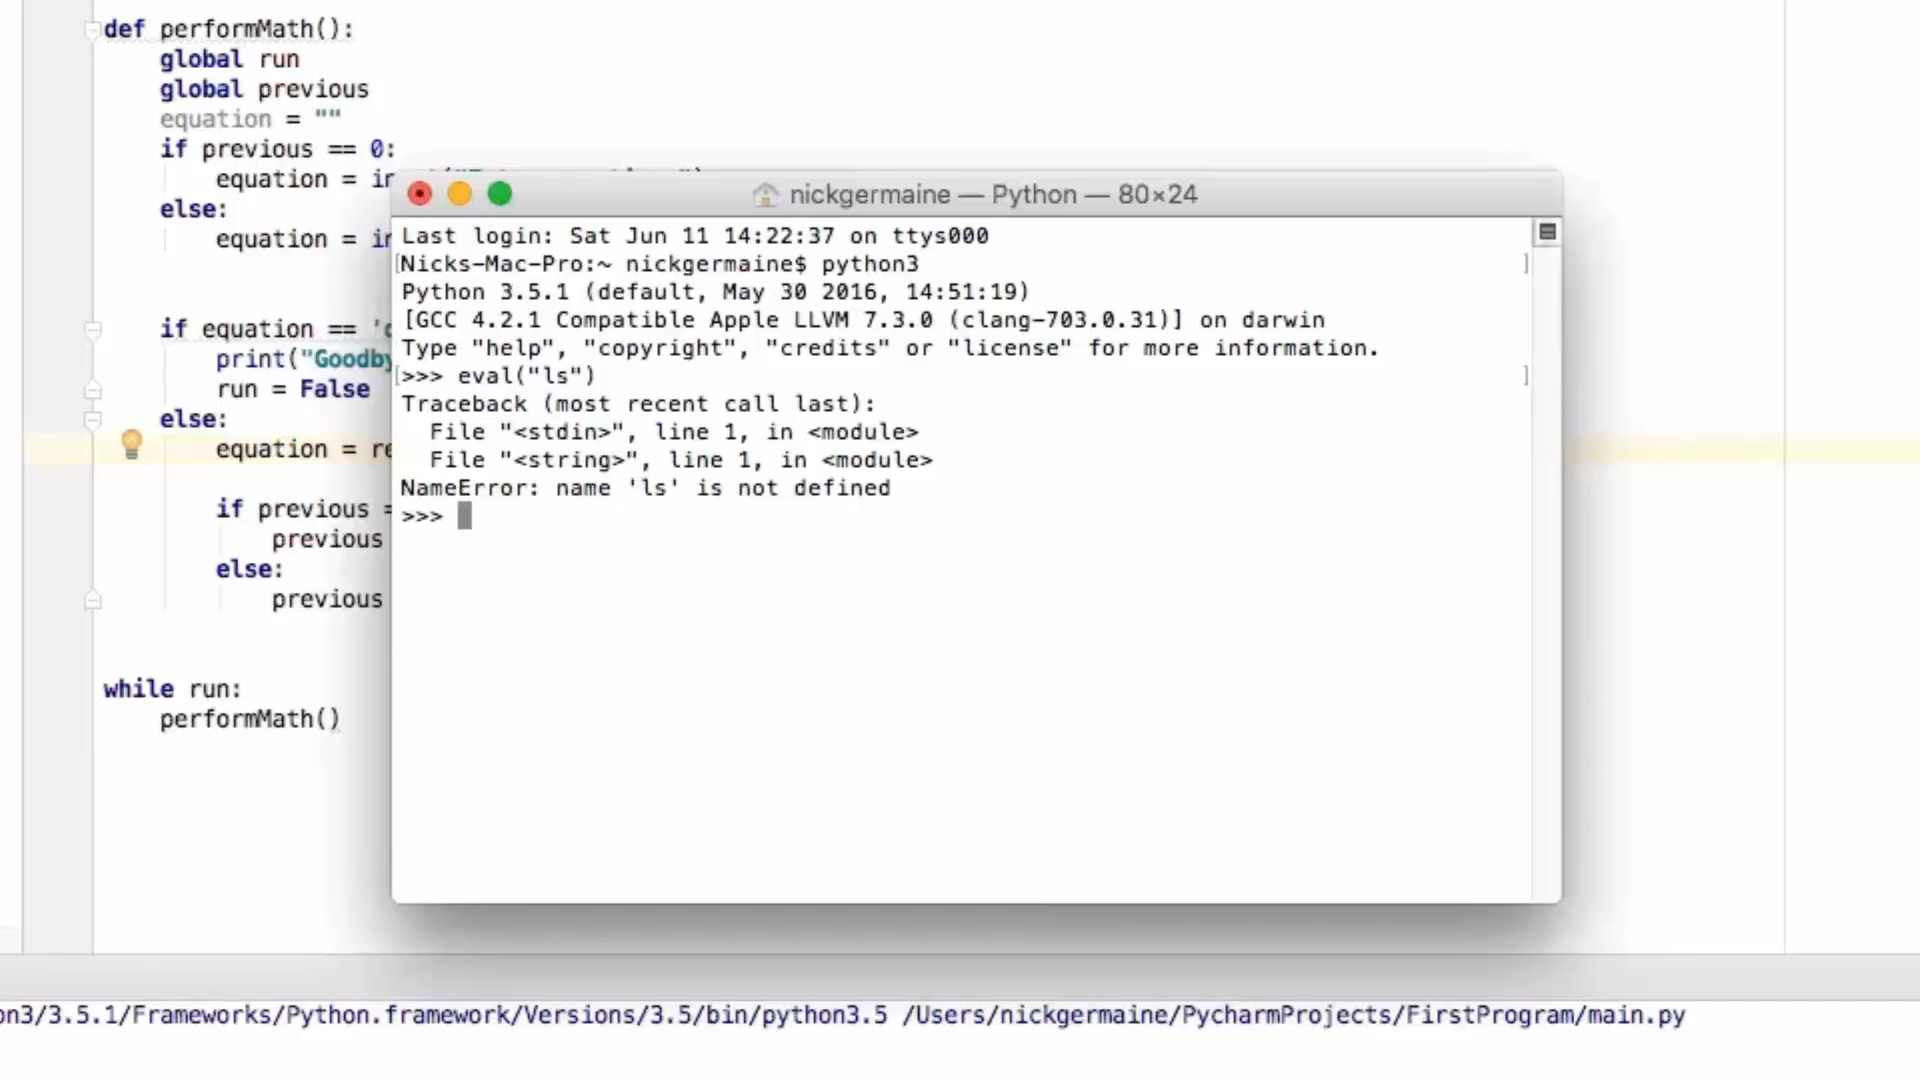 def performMath():
global run
global previous
equation = ""
if previous == 0:
equation =
else:
equation =
if equation ==
print("Goodby
run = False
else:
equation = re
if previous =
previous
else:
previous
while run:
performMath()
nickgermaine — Python — 80×24
Last login: Sat Jun 11 14:22:37 on ttys000
Nicks-Mac-Pro:~ nickgermaine$ python3
Python 3.5.1 (default, May 30 2016, 14:51:19)
[GCC 4.2.1 Compatible Apple LLVM 7.3.0 (clang-703.0.31)] on darwin
Type "help", "copyright", "credits" or "license" for more information.
>>> eval("ls")
Traceback (most recent call last):
File "<stdin>", line 1, in <module>
File "<string>", line 1, in <module>
NameError: name 'ls' is not defined
>>>
on3/3.5.1/Frameworks/Python.framework/Versions/3.5/bin/python3.5 /Users/nickgermaine/PycharmProjects/FirstProgram/main.py